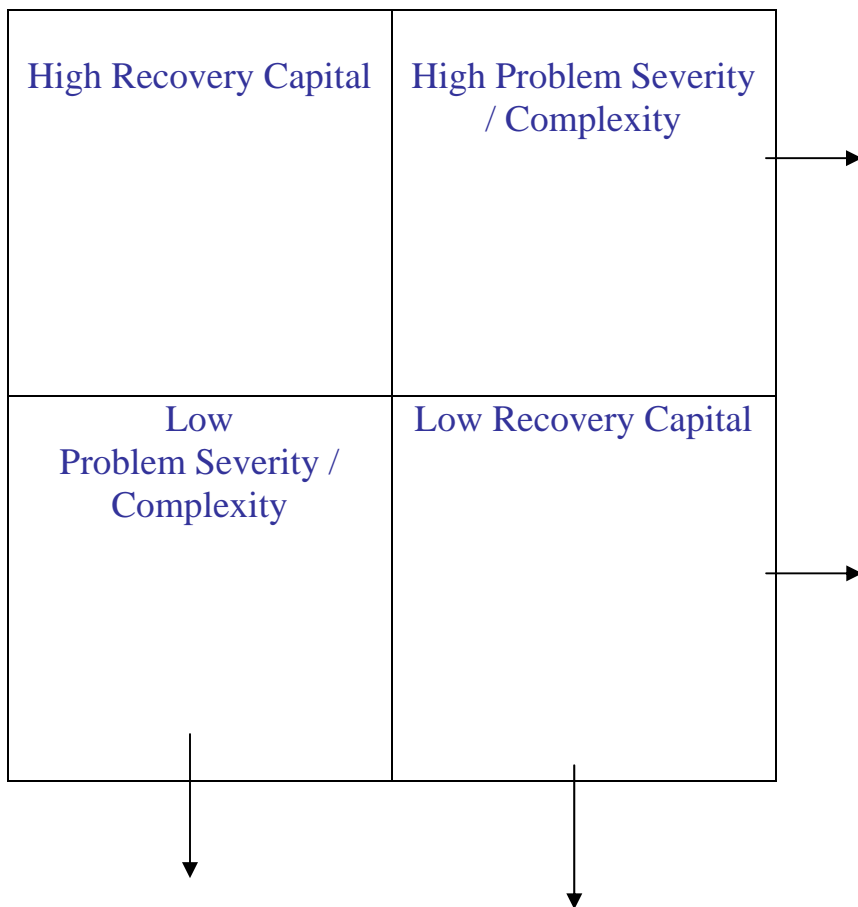 High Recovery Capital
High Problem Severity
/ Complexity
Low
Problem Severity /
Complexity
Low Recovery Capital